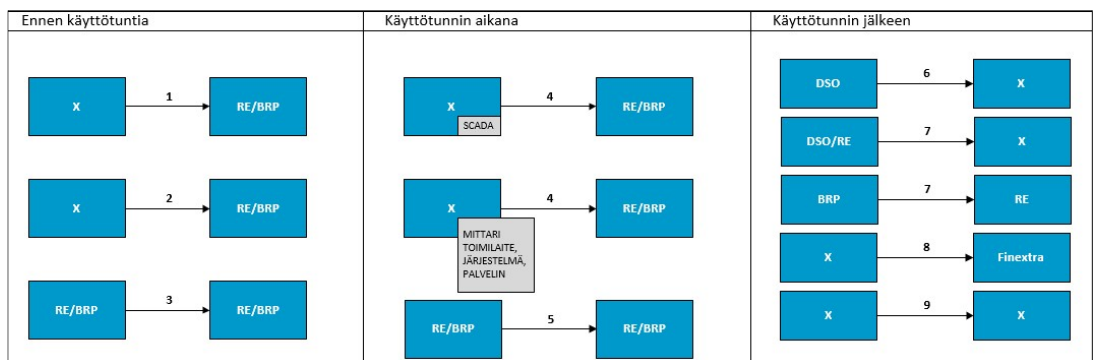 Ennen käyttötuntia
Käyttötunnin aikana
Käyttötunnin jälkeen
X
1
RE/BRP
X
2
RE/BRP
RE/BRP
3
RE/BRP
X
SCADA
4
RE/BRP
X
MITTARI
TOIMILAITE,
JÄRJESTELMÄ,
PALVELIN
4
RE/BRP
RE/BRP
5
RE/BRP
DSO
6
X
DSO/RE
7
X
BRP
7
RE
X
8
Finextra
X
9
X